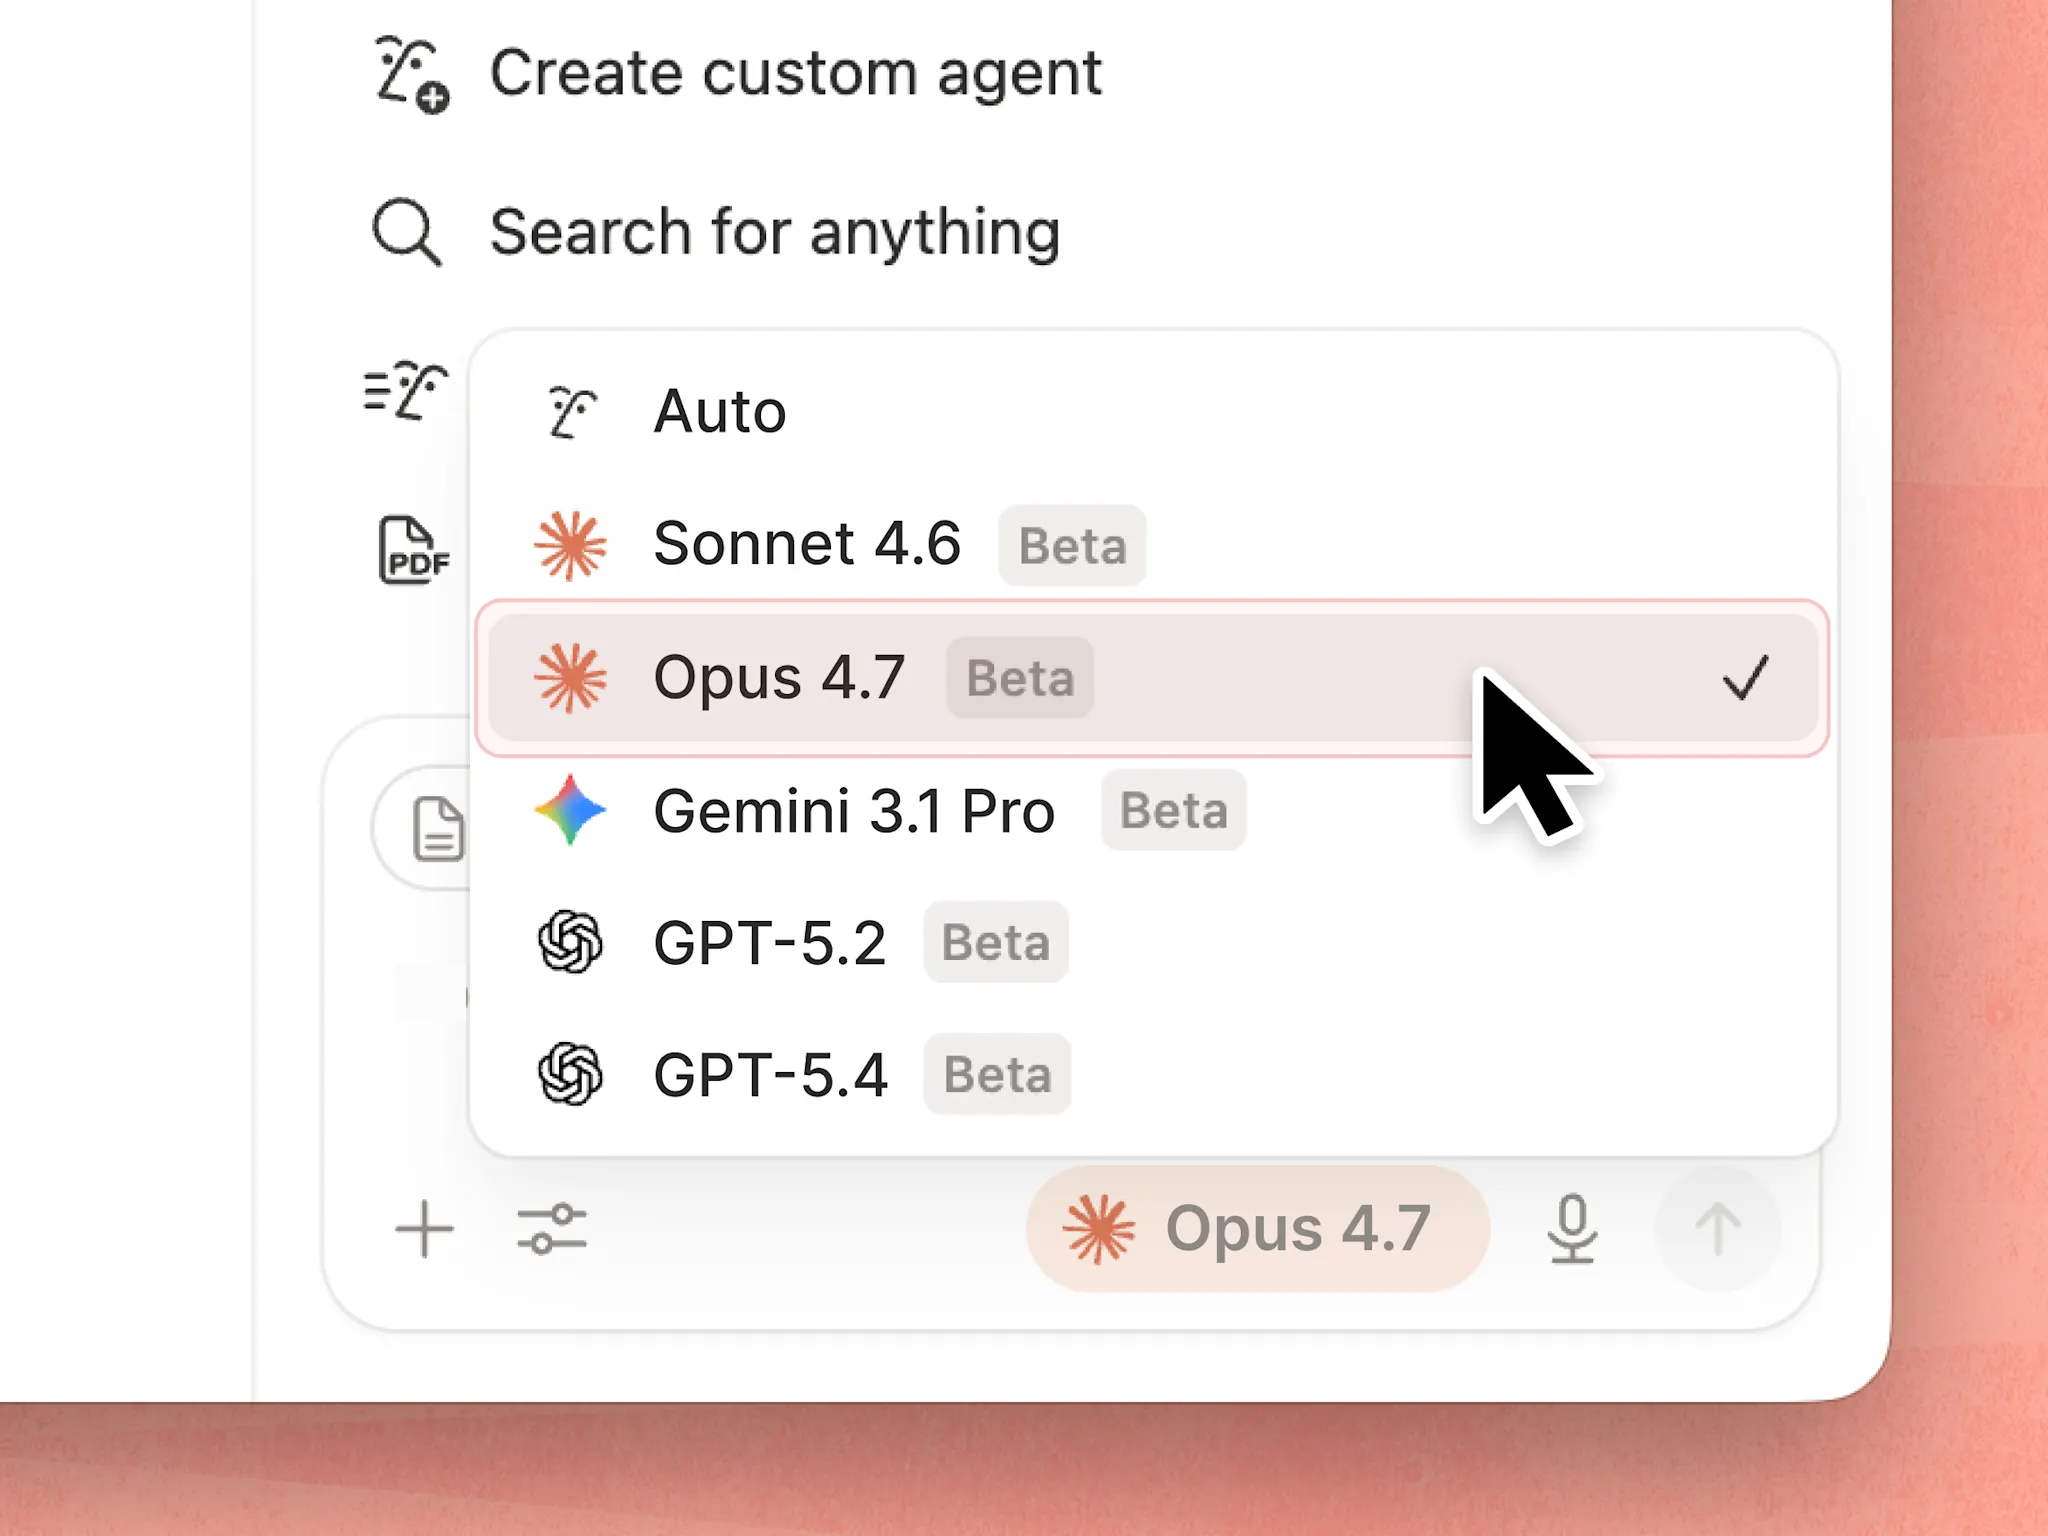 Create custom agent
Search for anything
PDF
Auto
Sonnet 4.6 Beta
Opus 4.7 Beta
Gemini 3.1 Pro Beta
GPT-5.2 Beta
GPT-5.4 Beta
Opus 4.7